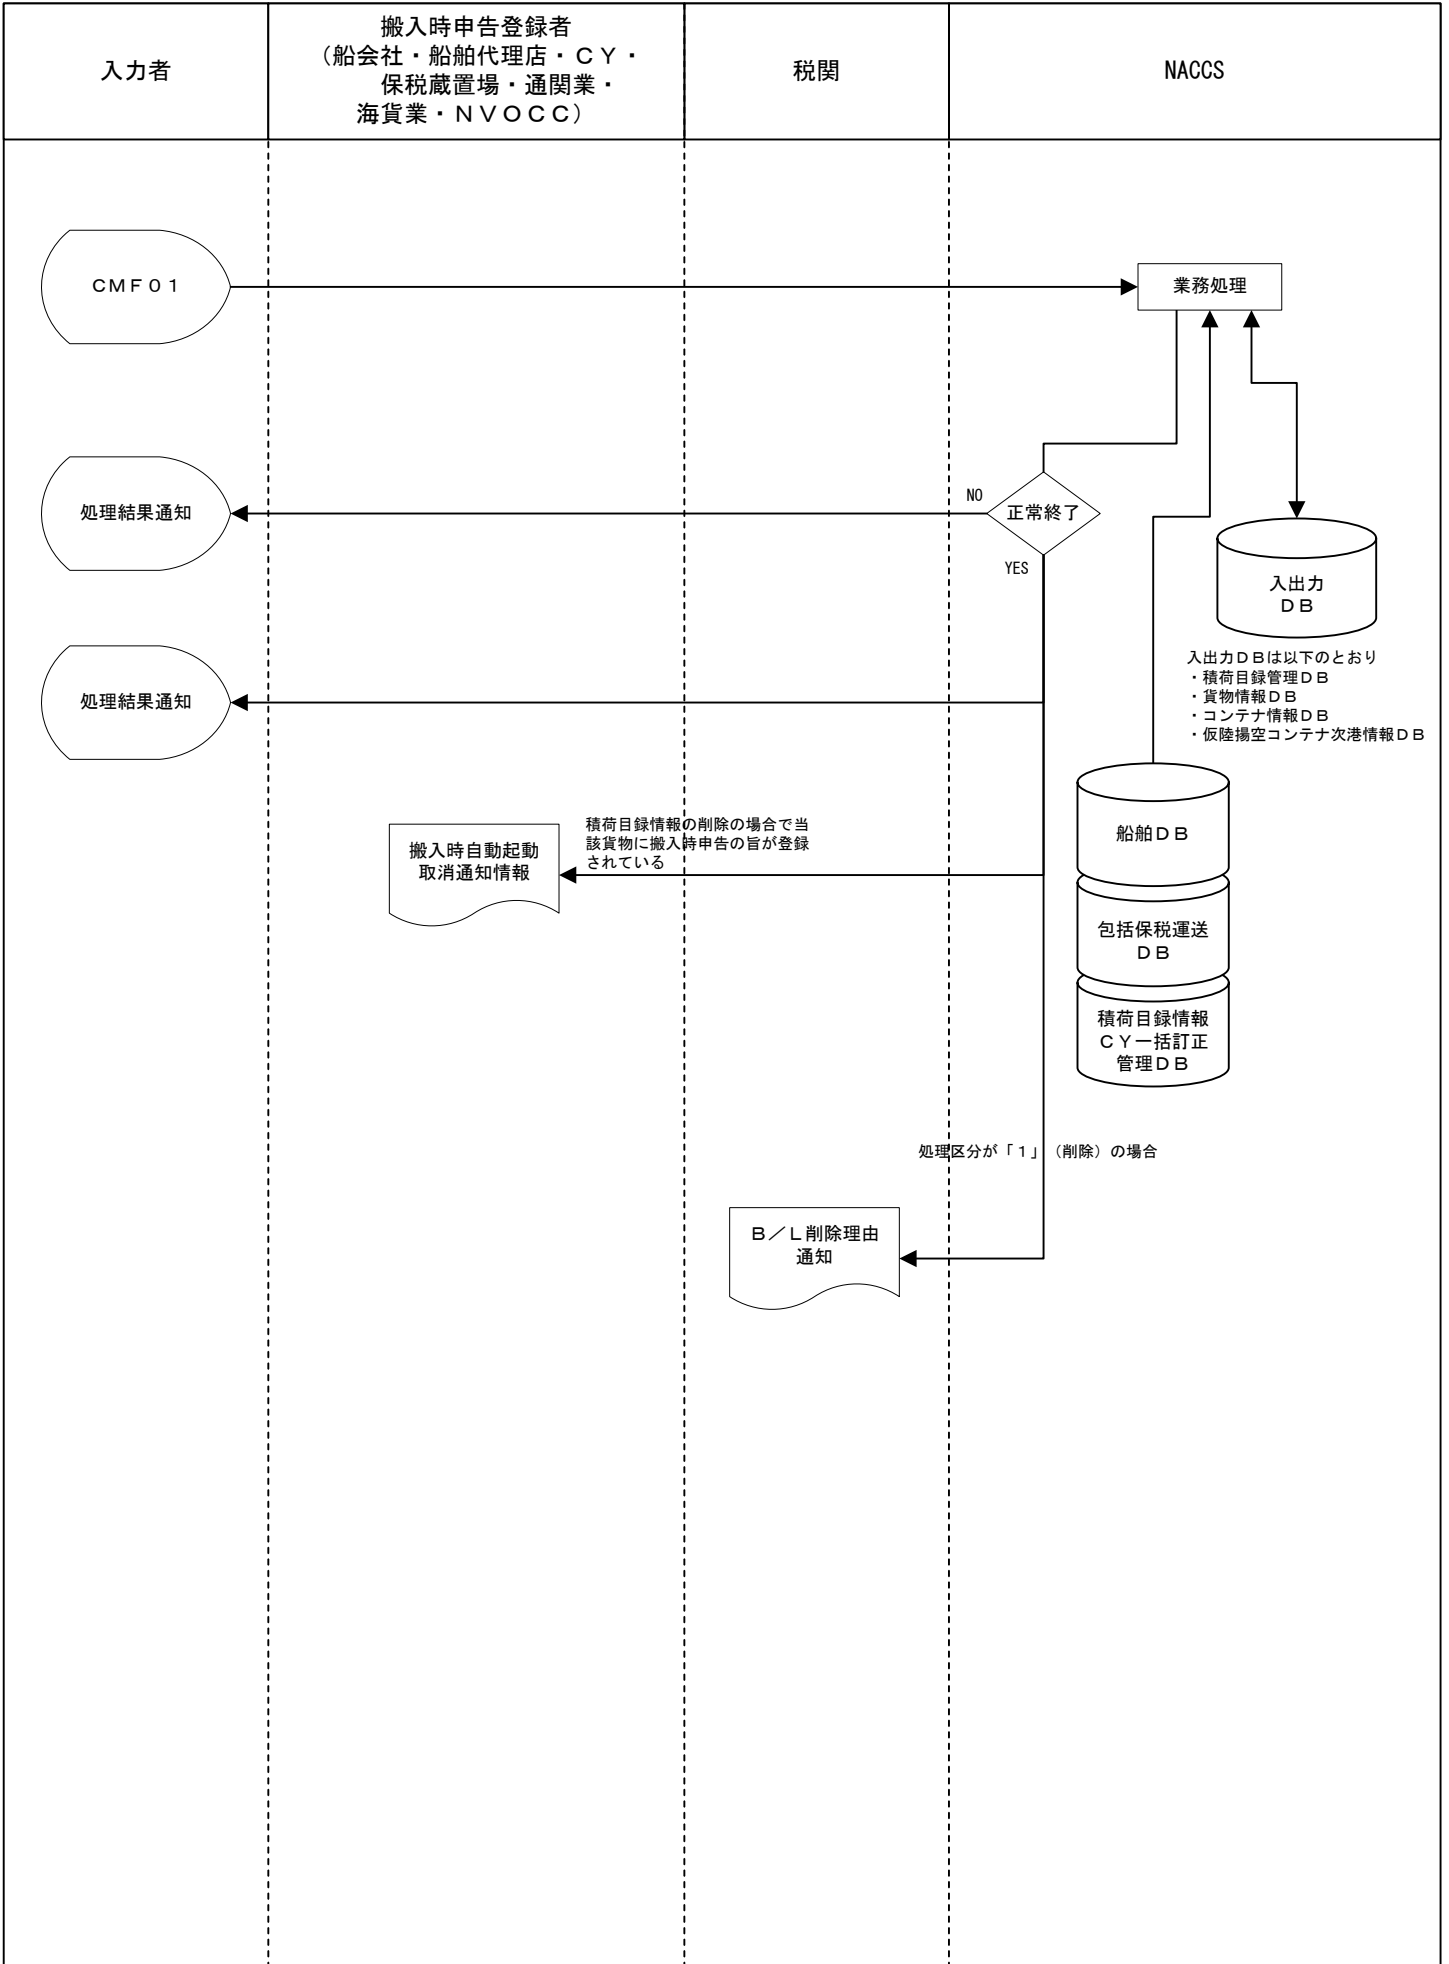 入力者
搬入時申告登録者
（船会社・船舶代理店・ＣＹ・
保税蔵置場・通関業・
海貨業・ＮＶＯＣＣ）
税関
NACCS
ＣＭＦ０１
業務処理
処理結果通知
NO
正常終了
YES
入出力
ＤＢ
入出力ＤＢは以下のとおり
・積荷目録管理ＤＢ
・貨物情報ＤＢ
・コンテナ情報ＤＢ
・仮陸揚空コンテナ次港情報ＤＢ
処理結果通知
搬入時自動起動
取消通知情報
積荷目録情報の削除の場合で当
該貨物に搬入時申告の旨が登録
されている
船舶ＤＢ
包括保税運送
ＤＢ
積荷目録情報
ＣＹ一括訂正
管理ＤＢ
処理区分が「１」（削除）の場合
Ｂ／Ｌ削除理由
通知